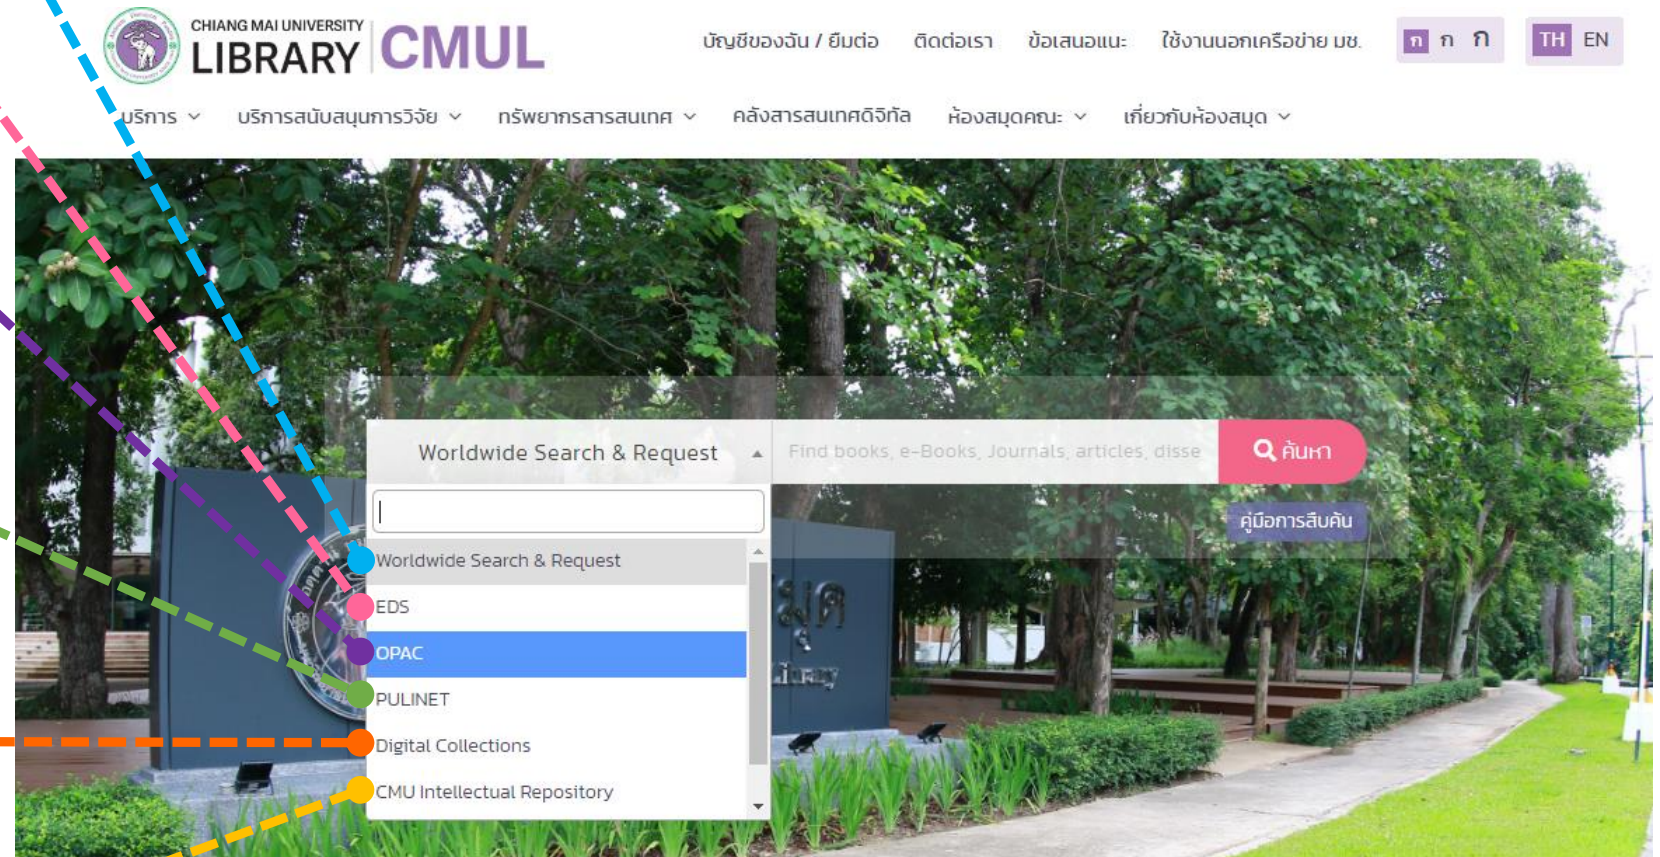 CHIANG MAI UNIVERSITY
LIBRARY
CMUL
บัญชีของฉัน / ยืมต่อ ติดต่อเรา ข้อเสนอแนะ ใช้งานนอกเครือข่าย มช. ก ก ก TH EN
บริการ บริการสนับสนุนการวิจัย ทรัพยากรสารสนเทศ คลังสารสนเทศดิจิทัล ห้องสมุดคณะ เกี่ยวกับห้องสมุด
Worldwide Search & Request Find books, e-Books, Journals, articles, disse ค้นหา
คู่มือการสืบค้น
Worldwide Search & Request
EDS
OPAC
PULINET
Digital Collections
CMU Intellectual Repository